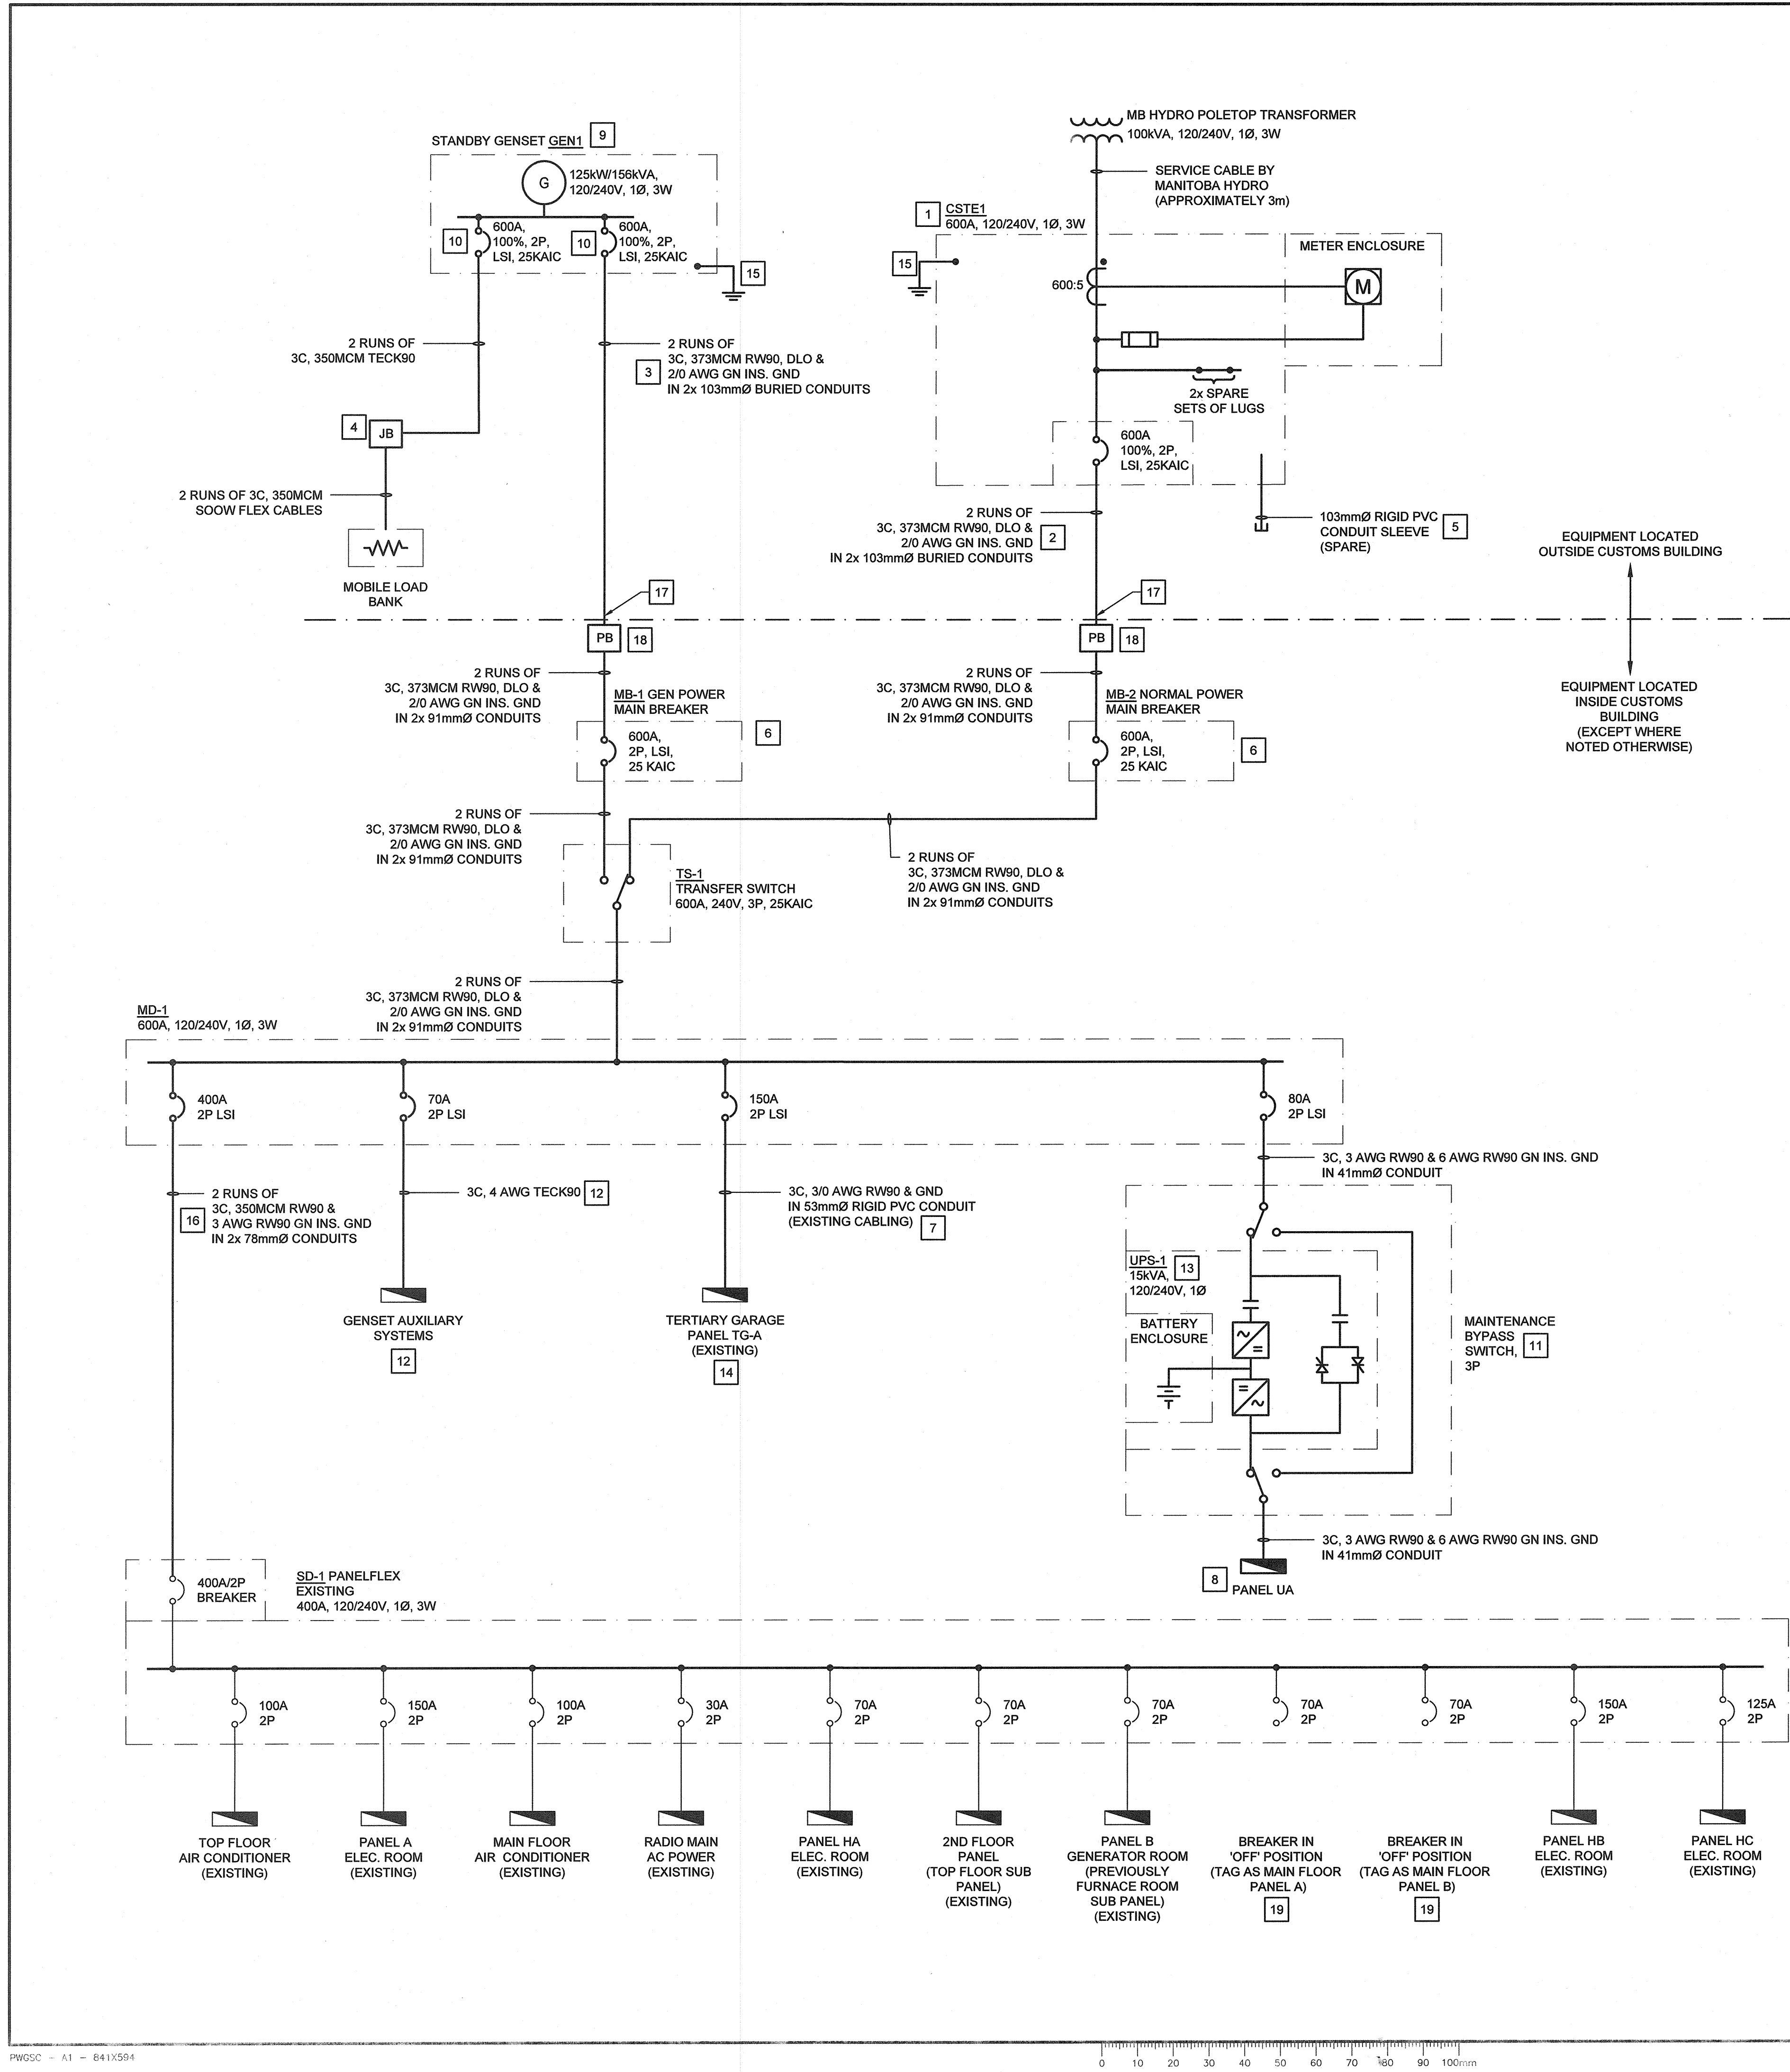 STANDBY GENSET GEN1
9
G
125kW/156kVA,
120/240V, 1Ø, 3W
10
600A,
100%, 2P,
LSI, 25KAIC
10
600A,
100%, 2P,
LSI, 25KAIC
15
MB HYDRO POLETOP TRANSFORMER
100kVA, 120/240V, 1Ø, 3W
SERVICE CABLE BY
MANITOBA HYDRO
(APPROXIMATELY 3m)
1
CSTE1
600A, 120/240V, 1Ø, 3W
15
METER ENCLOSURE
600:5
M
2x SPARE
SETS OF LUGS
600A
100%, 2P,
LSI, 25KAIC
2 RUNS OF
3C, 350MCM TECK90
2 RUNS OF
3C, 373MCM RW90, DLO &
2/0 AWG GN INS. GND
IN 2x 103mmØ BURIED CONDUITS
3
4
JB
2 RUNS OF 3C, 350MCM
SOOW FLEX CABLES
MOBILE LOAD
BANK
2 RUNS OF
3C, 373MCM RW90, DLO &
2/0 AWG GN INS. GND
IN 2x 103mmØ BURIED CONDUITS
2
103mmØ RIGID PVC
CONDUIT SLEEVE
(SPARE)
5
EQUIPMENT LOCATED
OUTSIDE CUSTOMS BUILDING
17
17
PB
18
PB
18
EQUIPMENT LOCATED
INSIDE CUSTOMS
BUILDING
(EXCEPT WHERE
NOTED OTHERWISE)
2 RUNS OF
3C, 373MCM RW90, DLO &
2/0 AWG GN INS. GND
IN 2x 91mmØ CONDUITS
MB-1 GEN POWER
MAIN BREAKER
600A,
2P, LSI,
25 KAIC
6
2 RUNS OF
3C, 373MCM RW90, DLO &
2/0 AWG GN INS. GND
IN 2x 91mmØ CONDUITS
MB-2 NORMAL POWER
MAIN BREAKER
600A,
2P, LSI,
25 KAIC
6
2 RUNS OF
3C, 373MCM RW90, DLO &
2/0 AWG GN INS. GND
IN 2x 91mmØ CONDUITS
TS-1
TRANSFER SWITCH
600A, 240V, 3P, 25KAIC
2 RUNS OF
3C, 373MCM RW90, DLO &
2/0 AWG GN INS. GND
IN 2x 91mmØ CONDUITS
2 RUNS OF
3C, 373MCM RW90, DLO &
2/0 AWG GN INS. GND
IN 2x 91mmØ CONDUITS
MD-1
600A, 120/240V, 1Ø, 3W
400A
2P LSI
70A
2P LSI
150A
2P LSI
80A
2P LSI
3C, 3 AWG RW90 & 6 AWG RW90 GN INS. GND
IN 41mmØ CONDUIT
2 RUNS OF
3C, 350MCM RW90 &
3 AWG RW90 GN INS. GND
IN 2x 78mmØ CONDUITS
16
3C, 4 AWG TECK90
12
3C, 3/0 AWG RW90 & GND
IN 53mmØ RIGID PVC CONDUIT
(EXISTING CABLING)
7
GENSET AUXILIARY
SYSTEMS
12
TERTIARY GARAGE
PANEL TG-A
(EXISTING)
14
UPS-1
13
15kVA,
120/240V, 1Ø
BATTERY
ENCLOSURE
MAINTENANCE
BYPASS
SWITCH,
3P
11
3C, 3 AWG RW90 & 6 AWG RW90 GN INS. GND
IN 41mmØ CONDUIT
8
PANEL UA
400A/2P
BREAKER
SD-1 PANELFLEX
EXISTING
400A, 120/240V, 1Ø, 3W
100A
2P
150A
2P
100A
2P
30A
2P
70A
2P
70A
2P
70A
2P
70A
2P
70A
2P
150A
2P
125A
2P
TOP FLOOR
AIR CONDITIONER
(EXISTING)
PANEL A
ELEC. ROOM
(EXISTING)
MAIN FLOOR
AIR CONDITIONER
(EXISTING)
RADIO MAIN
AC POWER
(EXISTING)
PANEL HA
ELEC. ROOM
(EXISTING)
2ND FLOOR
PANEL
(TOP FLOOR SUB
PANEL)
(EXISTING)
PANEL B
GENERATOR ROOM
(PREVIOUSLY
FURNACE ROOM
SUB PANEL)
(EXISTING)
BREAKER IN
'OFF' POSITION
(TAG AS MAIN FLOOR
PANEL A)
19
BREAKER IN
'OFF' POSITION
(TAG AS MAIN FLOOR
PANEL B)
19
PANEL HB
ELEC. ROOM
(EXISTING)
PANEL HC
ELEC. ROOM
(EXISTING)
PWGSC - A1 - 841X594
0 10 20 30 40 50 60 70 80 90 100mm